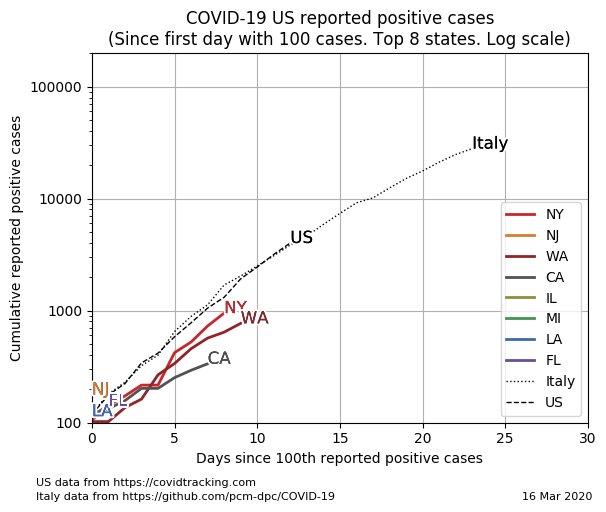 COVID-19 US reported positive cases
(Since first day with 100 cases. Top 8 states. Log scale)
Cumulative reported positive cases
100000
10000
1000
100
Italy
US
NY
WA
CA
NJ
FL
LA
NY
NJ
WA
CA
IL
MI
LA
FL
Italy
US
0 5 10 15 20 25 30
Days since 100th reported positive cases
US data from https://covidtracking.com
Italy data from https://github.com/pcm-dpc/COVID-19
16 Mar 2020